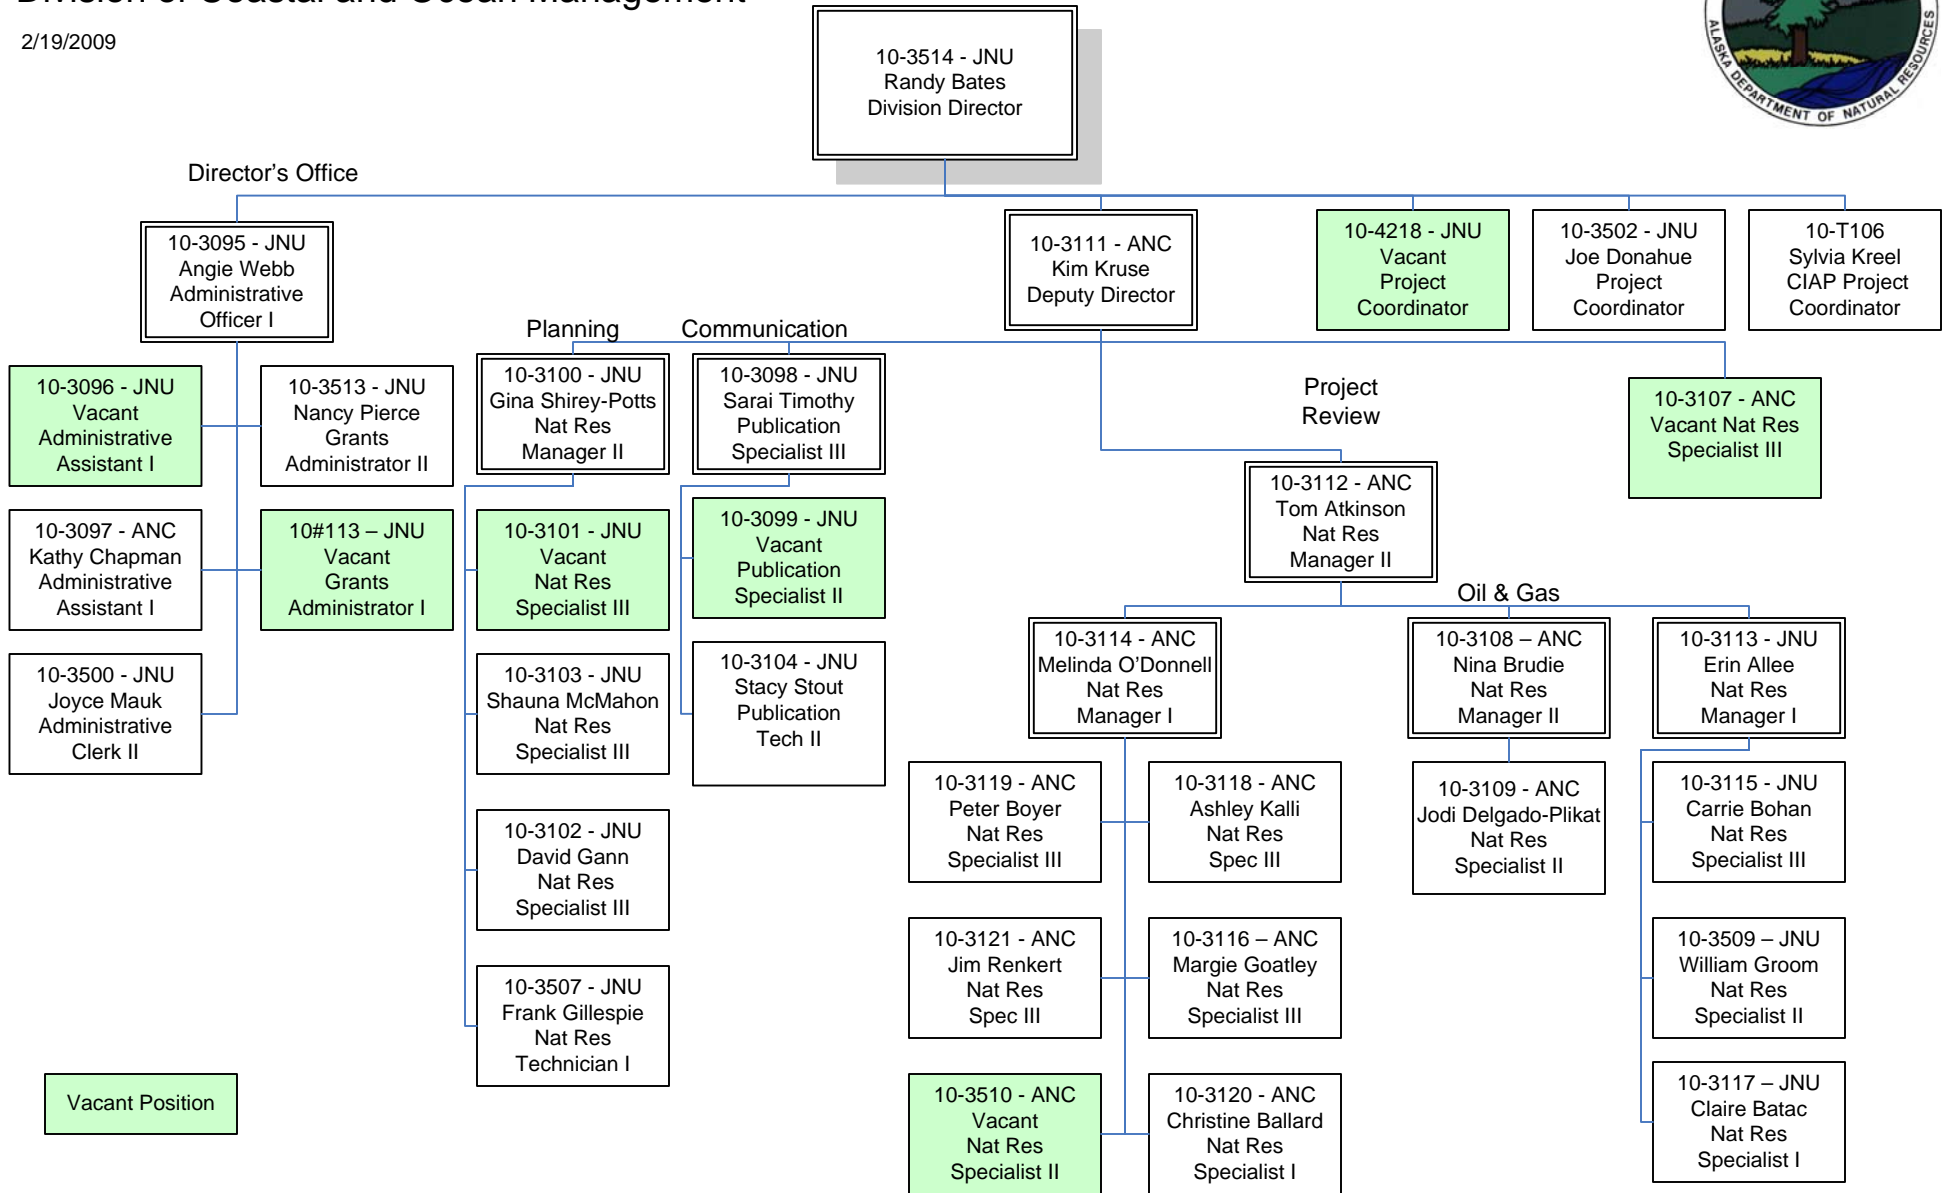 Division of Coastal and Ocean Management
2/19/2009
ALASKA DEPARTMENT OF NATURAL RESOURCES
10-3514 - JNU
Randy Bates
Division Director
Director's Office
10-3095 - JNU
Angie Webb
Administrative
Officer I
10-3111 - ANC
Kim Kruse
Deputy Director
10-4218 - JNU
Vacant
Project
Coordinator
10-3502 - JNU
Joe Donahue
Project
Coordinator
10-T106
Sylvia Kreel
CIAP Project
Coordinator
Planning
Communication
10-3096 - JNU
Vacant
Administrative
Assistant I
10-3513 - JNU
Nancy Pierce
Grants
Administrator II
10-3100 - JNU
Gina Shirey-Potts
Nat Res
Manager II
10-3098 - JNU
Sarai Timothy
Publication
Specialist III
Project
Review
10-3107 - ANC
Vacant Nat Res
Specialist III
10-3112 - ANC
Tom Atkinson
Nat Res
Manager II
10-3097 - ANC
Kathy Chapman
Administrative
Assistant I
10#113 – JNU
Vacant
Grants
Administrator I
10-3101 - JNU
Vacant
Nat Res
Specialist III
10-3099 - JNU
Vacant
Publication
Specialist II
Oil & Gas
10-3500 - JNU
Joyce Mauk
Administrative
Clerk II
10-3103 - JNU
Shauna McMahon
Nat Res
Specialist III
10-3104 - JNU
Stacy Stout
Publication
Tech II
10-3114 - ANC
Melinda O'Donnell
Nat Res
Manager I
10-3108 – ANC
Nina Brudie
Nat Res
Manager II
10-3113 - JNU
Erin Allee
Nat Res
Manager I
10-3102 - JNU
David Gann
Nat Res
Specialist III
10-3119 - ANC
Peter Boyer
Nat Res
Specialist III
10-3118 - ANC
Ashley Kalli
Nat Res
Spec III
10-3109 - ANC
Jodi Delgado-Plikat
Nat Res
Specialist II
10-3115 - JNU
Carrie Bohan
Nat Res
Specialist III
10-3507 - JNU
Frank Gillespie
Nat Res
Technician I
10-3121 - ANC
Jim Renkert
Nat Res
Spec III
10-3116 – ANC
Margie Goatley
Nat Res
Specialist III
10-3509 – JNU
William Groom
Nat Res
Specialist II
Vacant Position
10-3510 - ANC
Vacant
Nat Res
Specialist II
10-3120 - ANC
Christine Ballard
Nat Res
Specialist I
10-3117 – JNU
Claire Batac
Nat Res
Specialist I